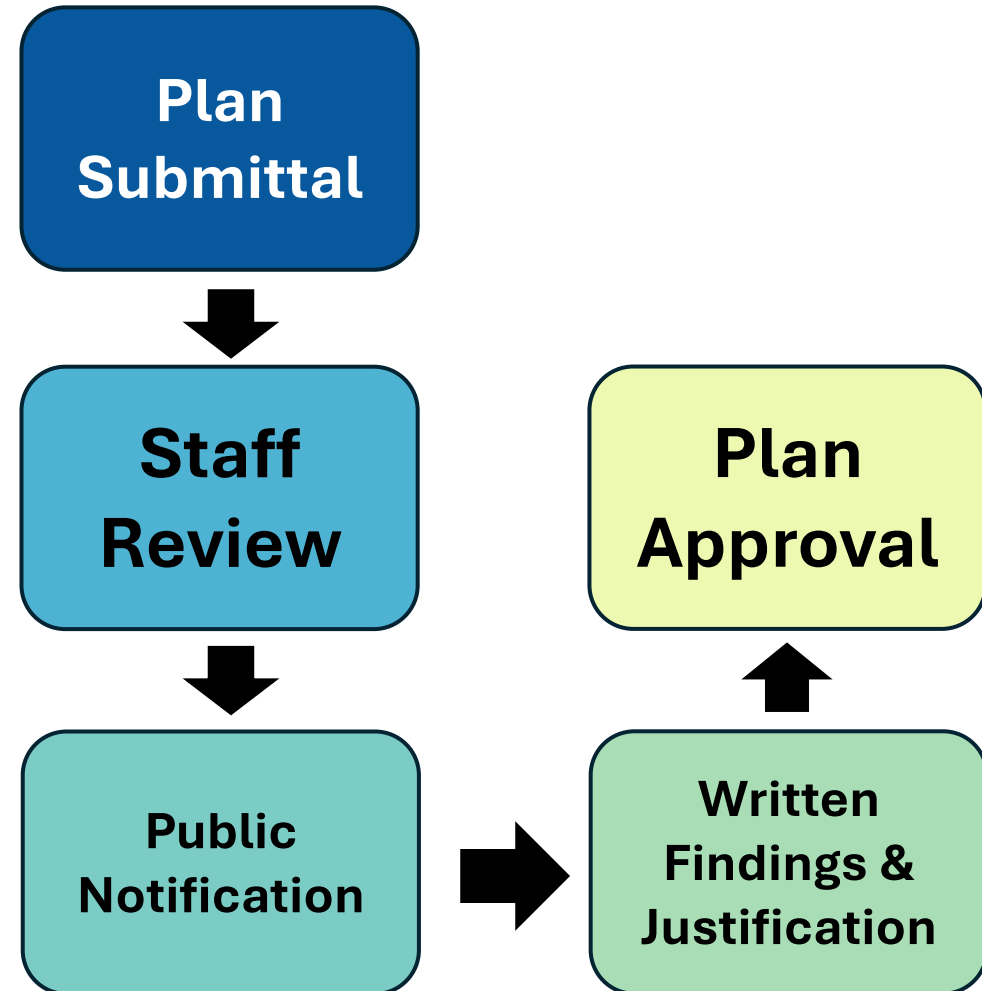 Plan
Submittal
Staff
Review
Public
Notification
Written
Findings &
Justification
Plan
Approval